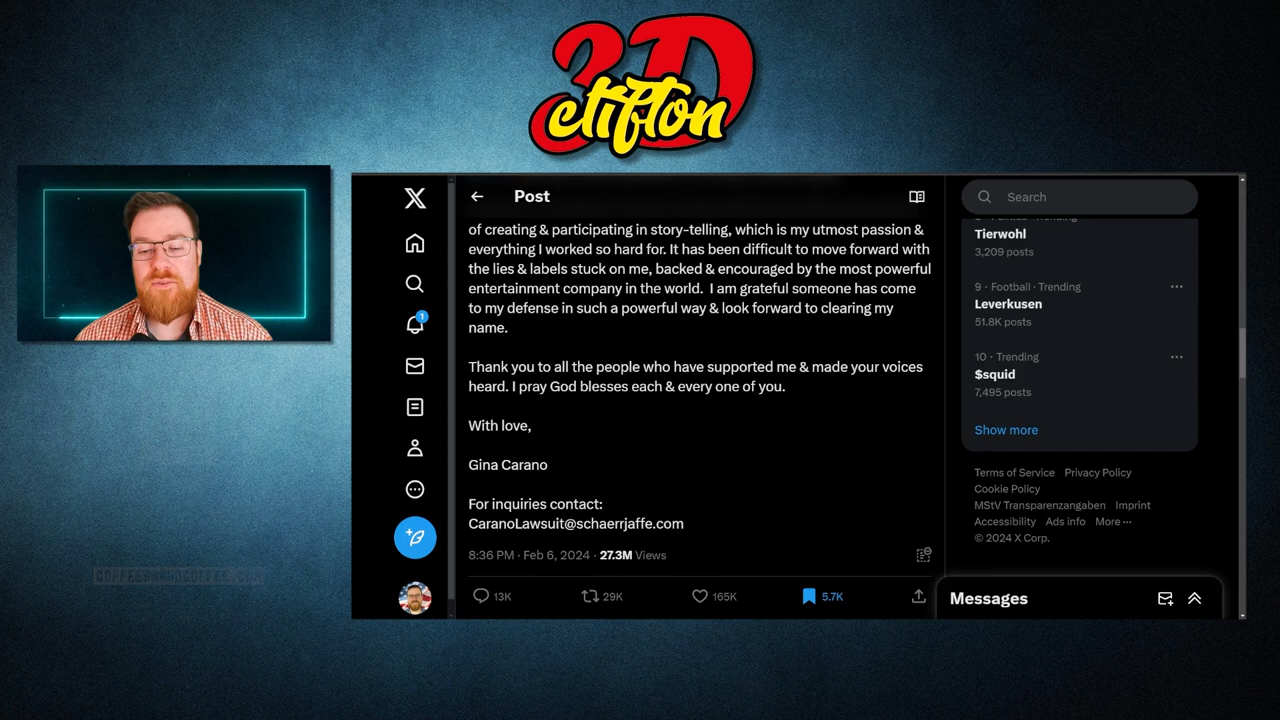 3D
clifton
Post
of creating & participating in story-telling, which is my utmost passion &
everything I worked so hard for. It has been difficult to move forward with
the lies & labels stuck on me, backed & encouraged by the most powerful
entertainment company in the world.  I am grateful someone has come
to my defense in such a powerful way & look forward to clearing my
name.
Thank you to all the people who have supported me & made your voices
heard. I pray God blesses each & every one of you.
With love,
Gina Carano
For inquiries contact:
CaranoLawsuit@schaerrjaffe.com
8:36 PM · Feb 6, 2024 · 27.3M Views
13K
29K
165K
5.7K
1
Search
Trending
Tierwohl
3,209 posts
9 · Football · Trending
Leverkusen
51.8K posts
10 · Trending
$squid
7,495 posts
Show more
Terms of Service Privacy Policy
Cookie Policy
MStV Transparenzangaben Imprint
Accessibility Ads info More
© 2024 X Corp.
Messages